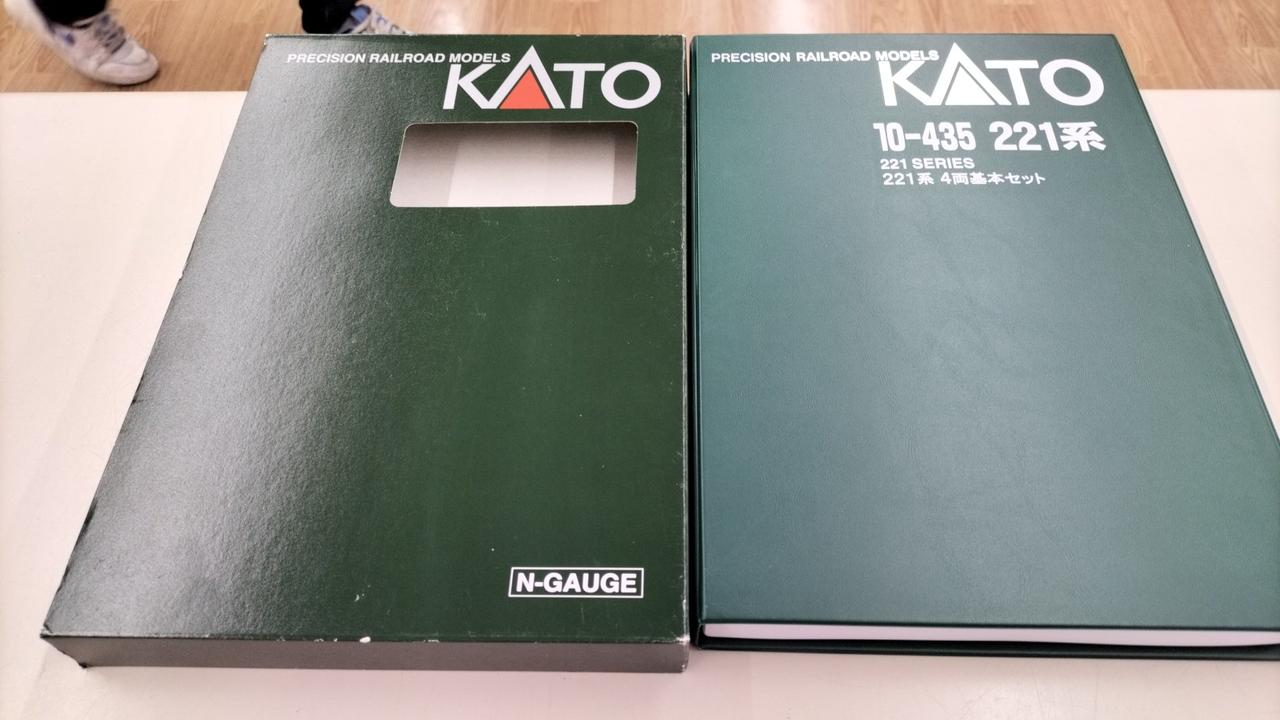 PRECISION RAILROAD MODELS
KATO
N-GAUGE
PRECISION RAILROAD MODELS
KATO
10-435 221系
221 SERIES
221系 4両基本セット